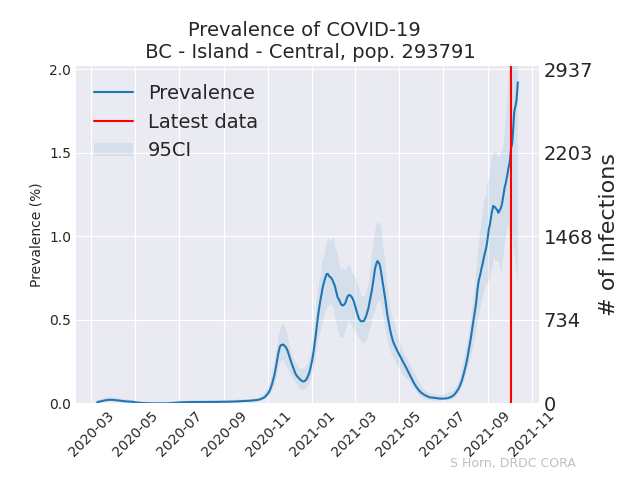 Prevalence of COVID-19
BC - Island - Central, pop. 293791
Prevalence
Latest data
95CI
Prevalence (%)
2.0
1.5
1.0
0.5
0.0
2937
2203
1468
734
0
# of infections
2020-03
2020-05
2020-07
2020-09
2020-11
2021-01
2021-03
2021-05
2021-07
2021-09
2021-11
S Horn, DRDC CORA